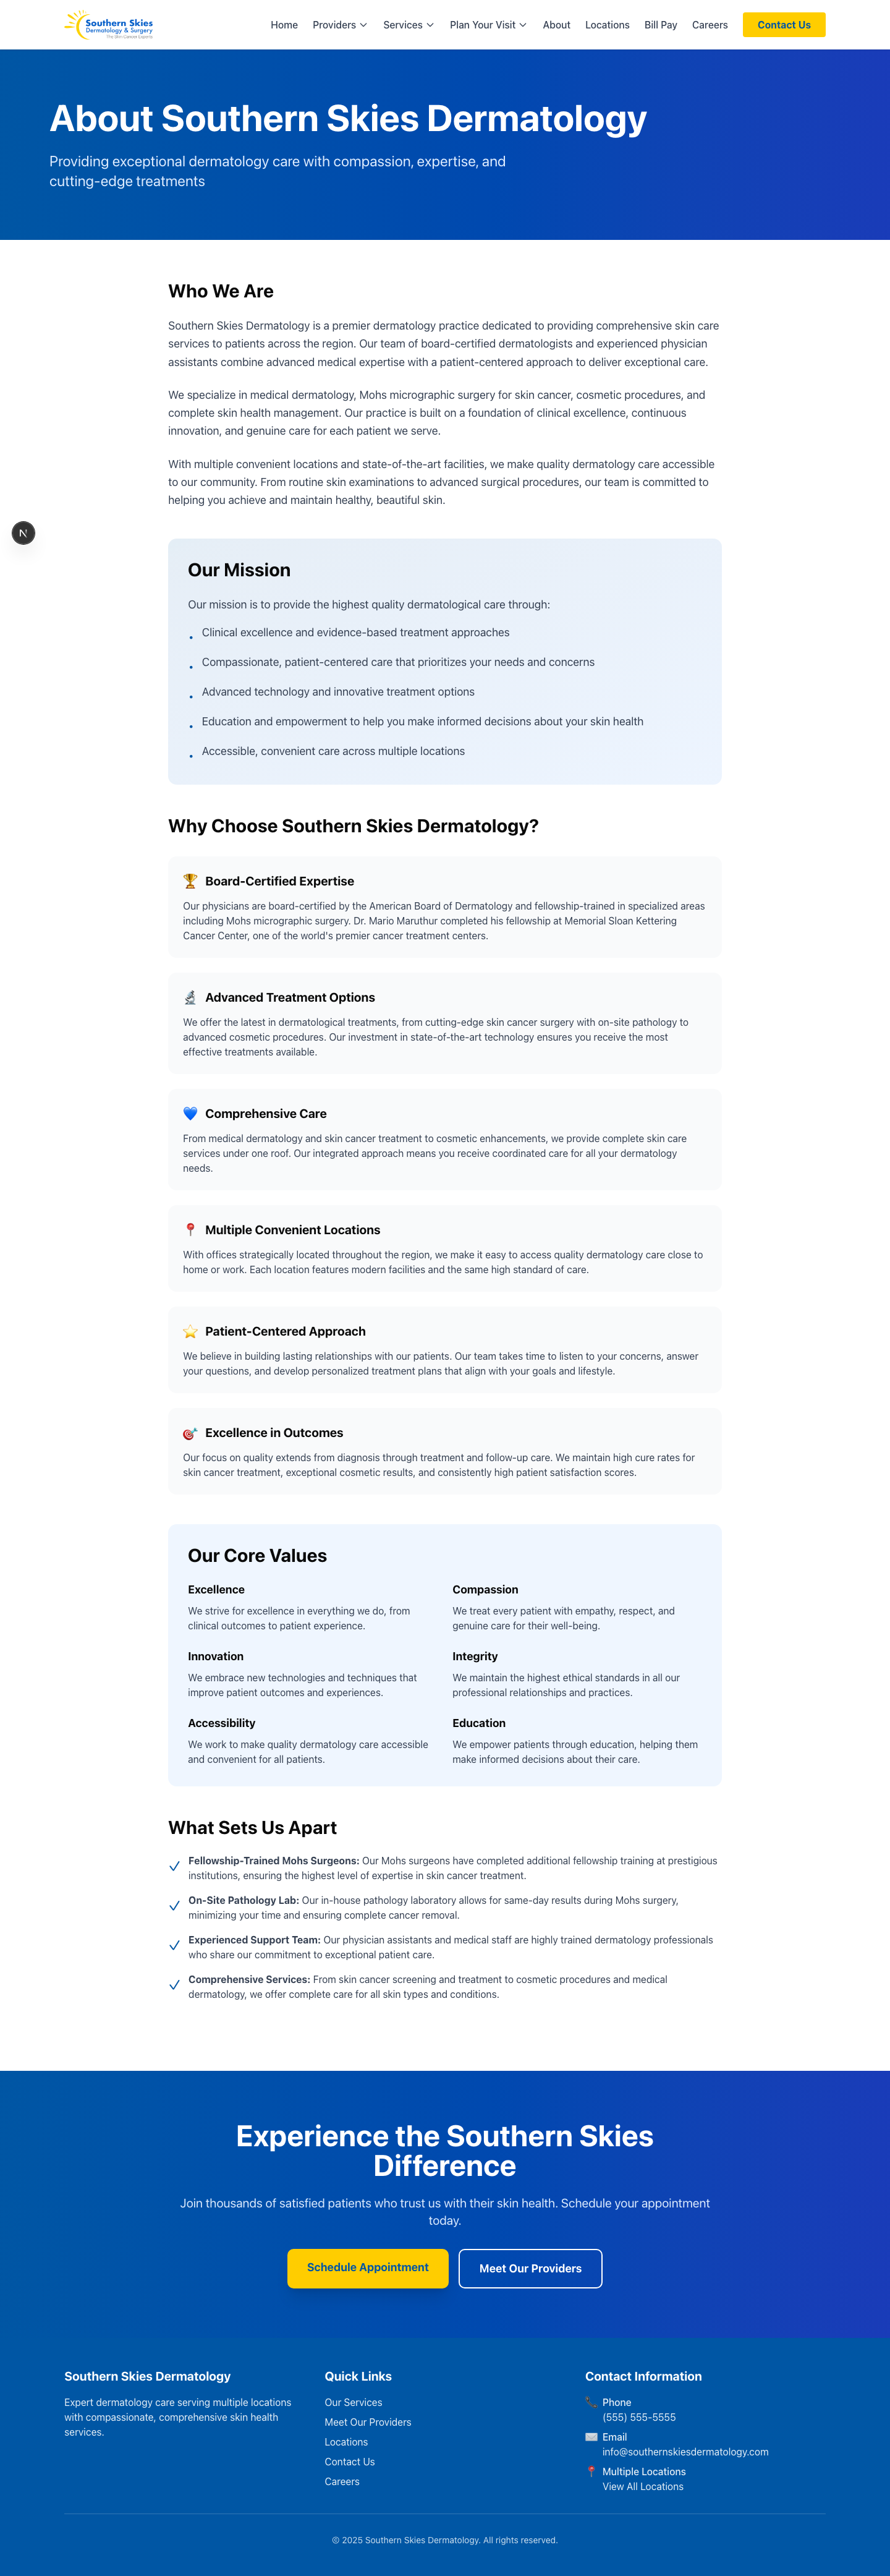 Southern Skies
Dermatology & Surgery
The Skin Cancer Experts
Home Providers Services Plan Your Visit About Locations Bill Pay Careers Contact Us
About Southern Skies Dermatology
Providing exceptional dermatology care with compassion, expertise, and
cutting-edge treatments
Who We Are
Southern Skies Dermatology is a premier dermatology practice dedicated to providing comprehensive skin care
services to patients across the region. Our team of board-certified dermatologists and experienced physician
assistants combine advanced medical expertise with a patient-centered approach to deliver exceptional care.
We specialize in medical dermatology, Mohs micrographic surgery for skin cancer, cosmetic procedures, and
complete skin health management. Our practice is built on a foundation of clinical excellence, continuous
innovation, and genuine care for each patient we serve.
With multiple convenient locations and state-of-the-art facilities, we make quality dermatology care accessible
to our community. From routine skin examinations to advanced surgical procedures, our team is committed to
helping you achieve and maintain healthy, beautiful skin.
N
Our Mission
Our mission is to provide the highest quality dermatological care through:
• Clinical excellence and evidence-based treatment approaches
• Compassionate, patient-centered care that prioritizes your needs and concerns
• Advanced technology and innovative treatment options
• Education and empowerment to help you make informed decisions about your skin health
• Accessible, convenient care across multiple locations
Why Choose Southern Skies Dermatology?
🏆 Board-Certified Expertise
Our physicians are board-certified by the American Board of Dermatology and fellowship-trained in specialized areas
including Mohs micrographic surgery. Dr. Mario Maruthur completed his fellowship at Memorial Sloan Kettering
Cancer Center, one of the world's premier cancer treatment centers.
🔬 Advanced Treatment Options
We offer the latest in dermatological treatments, from cutting-edge skin cancer surgery with on-site pathology to
advanced cosmetic procedures. Our investment in state-of-the-art technology ensures you receive the most
effective treatments available.
💙 Comprehensive Care
From medical dermatology and skin cancer treatment to cosmetic enhancements, we provide complete skin care
services under one roof. Our integrated approach means you receive coordinated care for all your dermatology
needs.
📍 Multiple Convenient Locations
With offices strategically located throughout the region, we make it easy to access quality dermatology care close to
home or work. Each location features modern facilities and the same high standard of care.
⭐ Patient-Centered Approach
We believe in building lasting relationships with our patients. Our team takes time to listen to your concerns, answer
your questions, and develop personalized treatment plans that align with your goals and lifestyle.
🎯 Excellence in Outcomes
Our focus on quality extends from diagnosis through treatment and follow-up care. We maintain high cure rates for
skin cancer treatment, exceptional cosmetic results, and consistently high patient satisfaction scores.
Our Core Values
Excellence
We strive for excellence in everything we do, from
clinical outcomes to patient experience.
Compassion
We treat every patient with empathy, respect, and
genuine care for their well-being.
Innovation
We embrace new technologies and techniques that
improve patient outcomes and experiences.
Integrity
We maintain the highest ethical standards in all our
professional relationships and practices.
Accessibility
We work to make quality dermatology care accessible
and convenient for all patients.
Education
We empower patients through education, helping them
make informed decisions about their care.
What Sets Us Apart
✓ Fellowship-Trained Mohs Surgeons: Our Mohs surgeons have completed additional fellowship training at prestigious
institutions, ensuring the highest level of expertise in skin cancer treatment.
✓ On-Site Pathology Lab: Our in-house pathology laboratory allows for same-day results during Mohs surgery,
minimizing your time and ensuring complete cancer removal.
✓ Experienced Support Team: Our physician assistants and medical staff are highly trained dermatology professionals
who share our commitment to exceptional patient care.
✓ Comprehensive Services: From skin cancer screening and treatment to cosmetic procedures and medical
dermatology, we offer complete care for all skin types and conditions.
Experience the Southern Skies
Difference
Join thousands of satisfied patients who trust us with their skin health. Schedule your appointment
today.
Schedule Appointment Meet Our Providers
Southern Skies Dermatology
Expert dermatology care serving multiple locations
with compassionate, comprehensive skin health
services.
Quick Links
Our Services
Meet Our Providers
Locations
Contact Us
Careers
Contact Information
📞 Phone
(555) 555-5555
✉️ Email
info@southernskiesdermatology.com
📍 Multiple Locations
View All Locations
© 2025 Southern Skies Dermatology. All rights reserved.